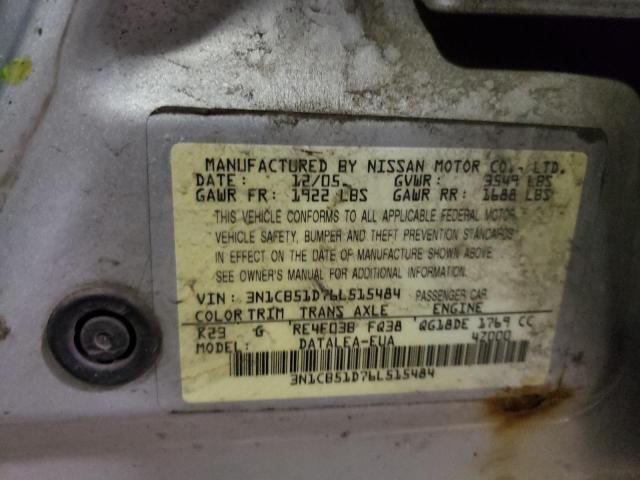 MANUFACTURED BY NISSAN MOTOR CO., LTD.
DATE: 12/05 GVWR: 3549 LBS
GAWR FR: 1922 LBS GAWR RR: 1688 LBS
THIS VEHICLE CONFORMS TO ALL APPLICABLE FEDERAL MOTOR
VEHICLE SAFETY, BUMPER AND THEFT PREVENTION STANDARDS
IN EFFECT ON THE DATE OF MANUFACTURE SHOWN ABOVE.
SEE OWNER'S MANUAL FOR ADDITIONAL INFORMATION.
VIN: 3N1CB51D76L515484 PASSENGER CAR
COLOR TRIM TRANS AXLE ENGINE
K23 G RE4F03B FQ38 QG18DE 1769 CC
MODEL: DATALEA-EUA 4Z000
3N1CB51D76L515484